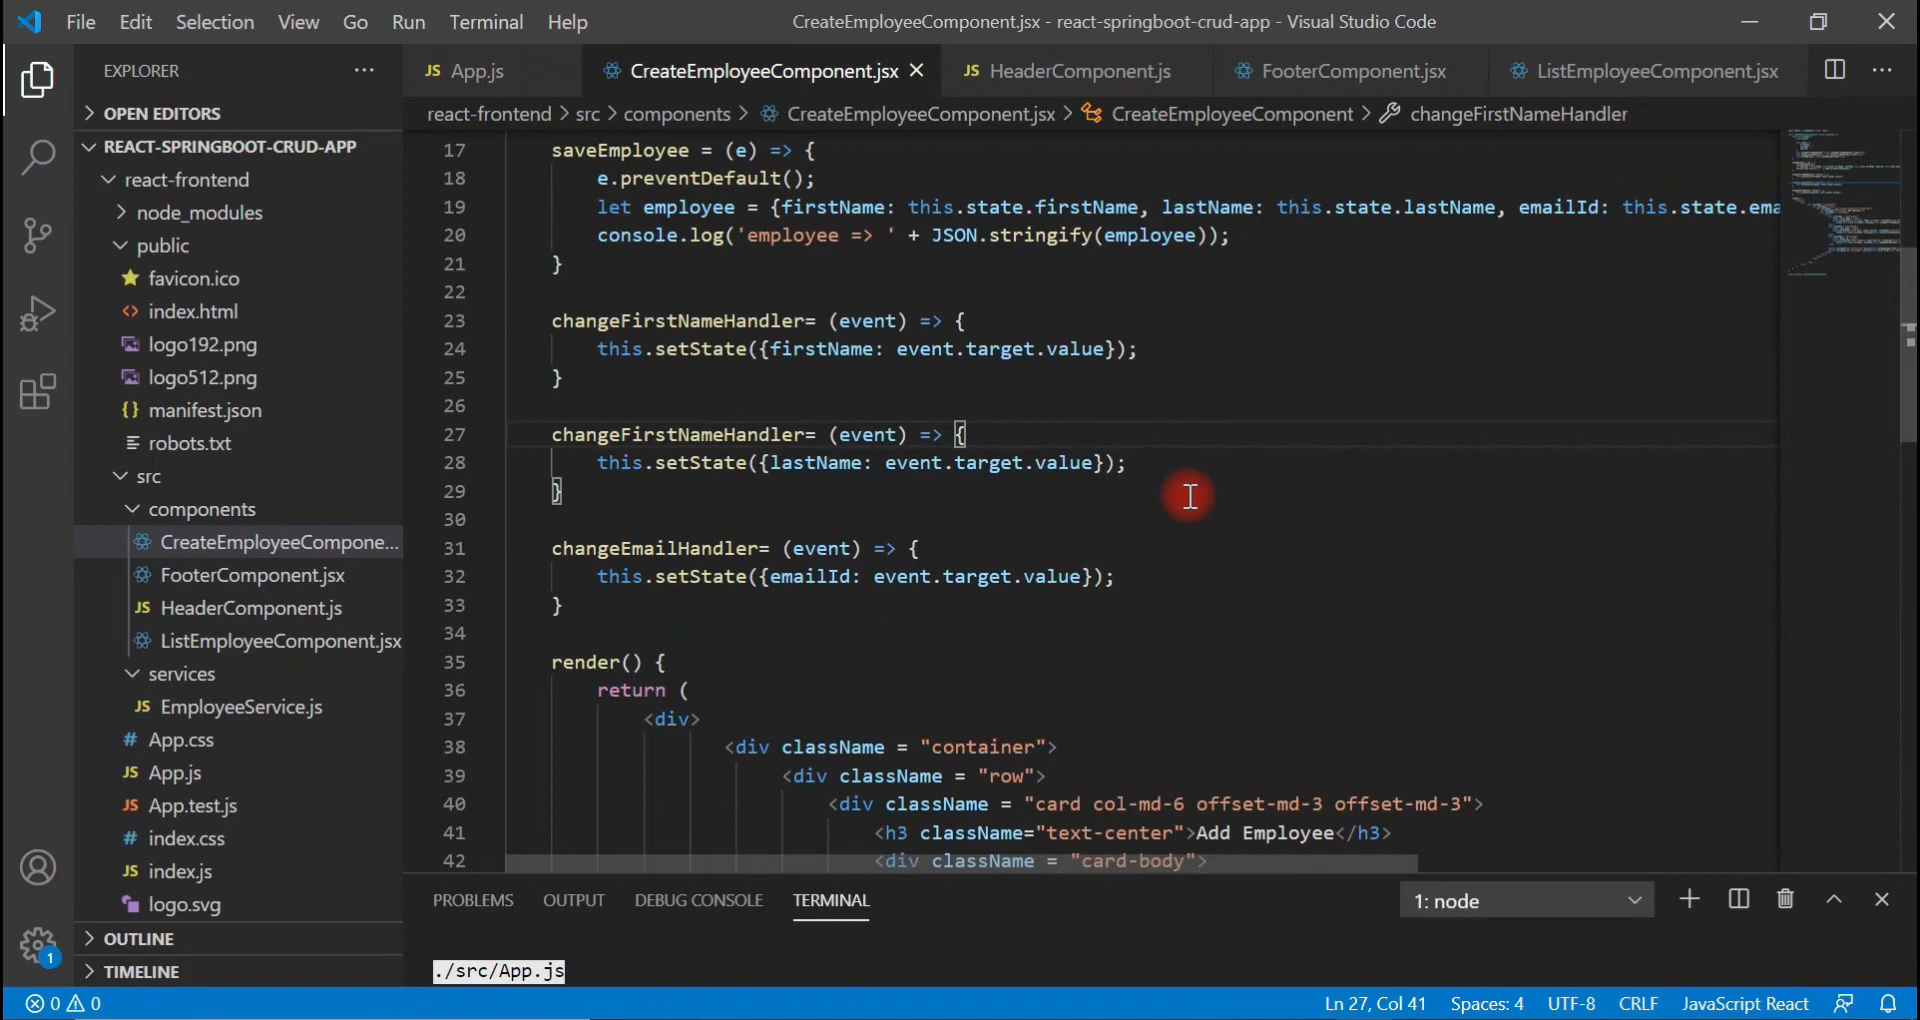 File Edit Selection View Go Run Terminal Help CreateEmployeeComponent.jsx - react-springboot-crud-app - Visual Studio Code
EXPLORER ···
OPEN EDITORS
REACT-SPRINGBOOT-CRUD-APP
react-frontend
node_modules
public
favicon.ico
<> index.html
logo192.png
logo512.png
{} manifest.json
robots.txt
src
components
CreateEmployeeCompone...
FooterComponent.jsx
JS HeaderComponent.js
ListEmployeeComponent.jsx
services
JS EmployeeService.js
# App.css
JS App.js
JS App.test.js
# index.css
JS index.js
logo.svg
OUTLINE
TIMELINE
1
JS App.js CreateEmployeeComponent.jsx JS HeaderComponent.js FooterComponent.jsx ListEmployeeComponent.jsx ···
react-frontend > src > components > CreateEmployeeComponent.jsx > CreateEmployeeComponent > changeFirstNameHandler
17 saveEmployee = (e) => {
18 e.preventDefault();
19 let employee = {firstName: this.state.firstName, lastName: this.state.lastName, emailId: this.state.ema
20 console.log('employee => ' + JSON.stringify(employee));
21 }
22
23 changeFirstNameHandler= (event) => {
24 this.setState({firstName: event.target.value});
25 }
26
27 changeFirstNameHandler= (event) => {
28 this.setState({lastName: event.target.value});
29 }
30
31 changeEmailHandler= (event) => {
32 this.setState({emailId: event.target.value});
33 }
34
35 render() {
36 return (
37 <div>
38 <div className = "container">
39 <div className = "row">
40 <div className = "card col-md-6 offset-md-3 offset-md-3">
41 <h3 className="text-center">Add Employee</h3>
42 <div className = "card-body">
PROBLEMS OUTPUT DEBUG CONSOLE TERMINAL 1: node
./src/App.js
0 0 Ln 27, Col 41 Spaces: 4 UTF-8 CRLF JavaScript React